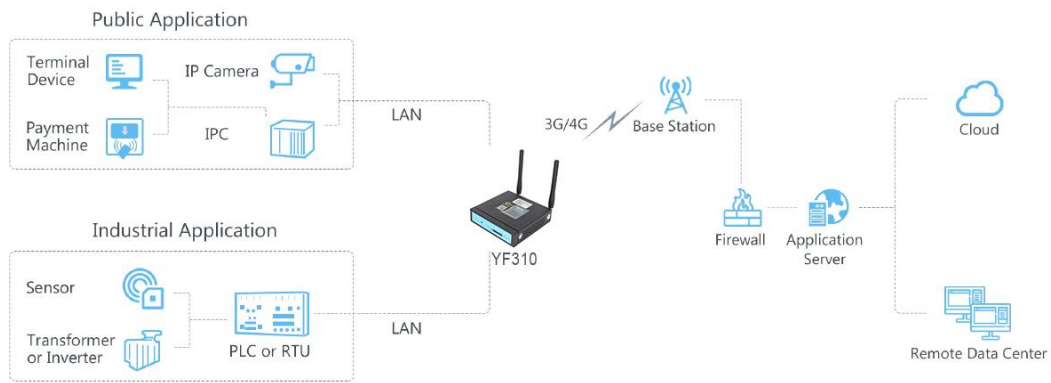 Public Application
Terminal
Device
IP Camera
Payment
Machine
IPC
LAN
3G/4G
Base Station
Cloud
Firewall
Application
Server
YF310
Industrial Application
Sensor
Transformer
or Inverter
PLC or RTU
LAN
Remote Data Center